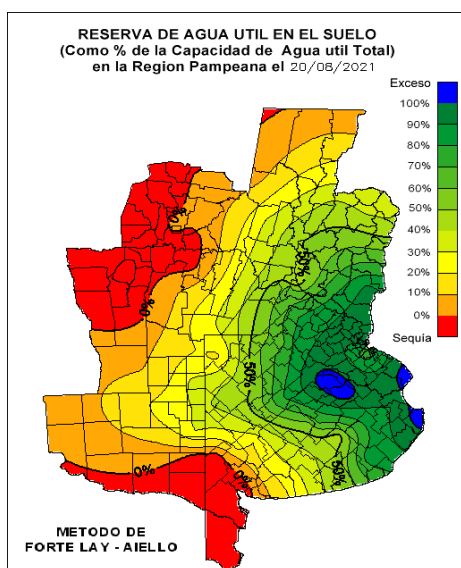 RESERVA DE AGUA UTIL EN EL SUELO
(Como % de la Capacidad de Agua util Total)
en la Region Pampeana el 20/08/2021
Exceso
100%
90%
80%
70%
60%
50%
40%
30%
20%
10%
0%
Sequia
0%
50%
0%
50%
50%
0%
0%
METODO DE
FORTE LAY - AIELLO